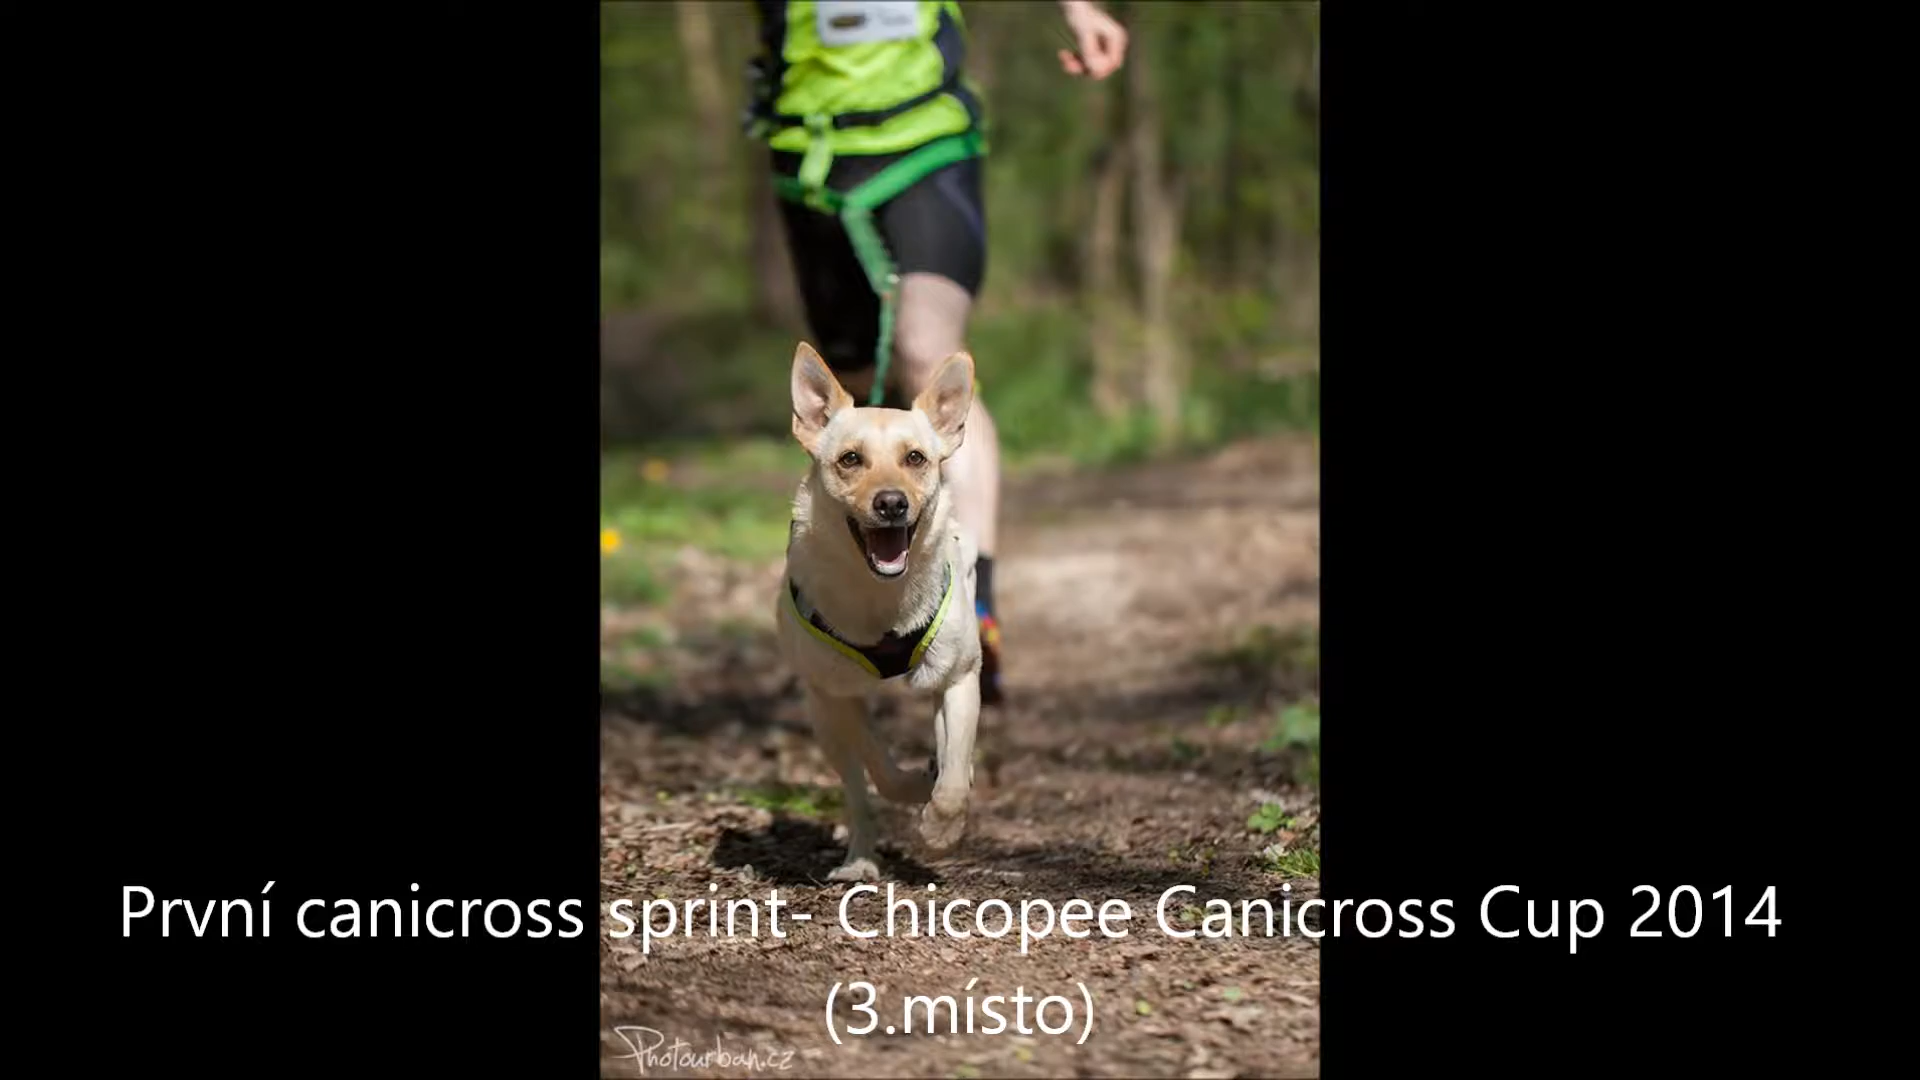 První canicross sprint- Chicopee Canicross Cup 2014
(3.místo)
Photourban.cz